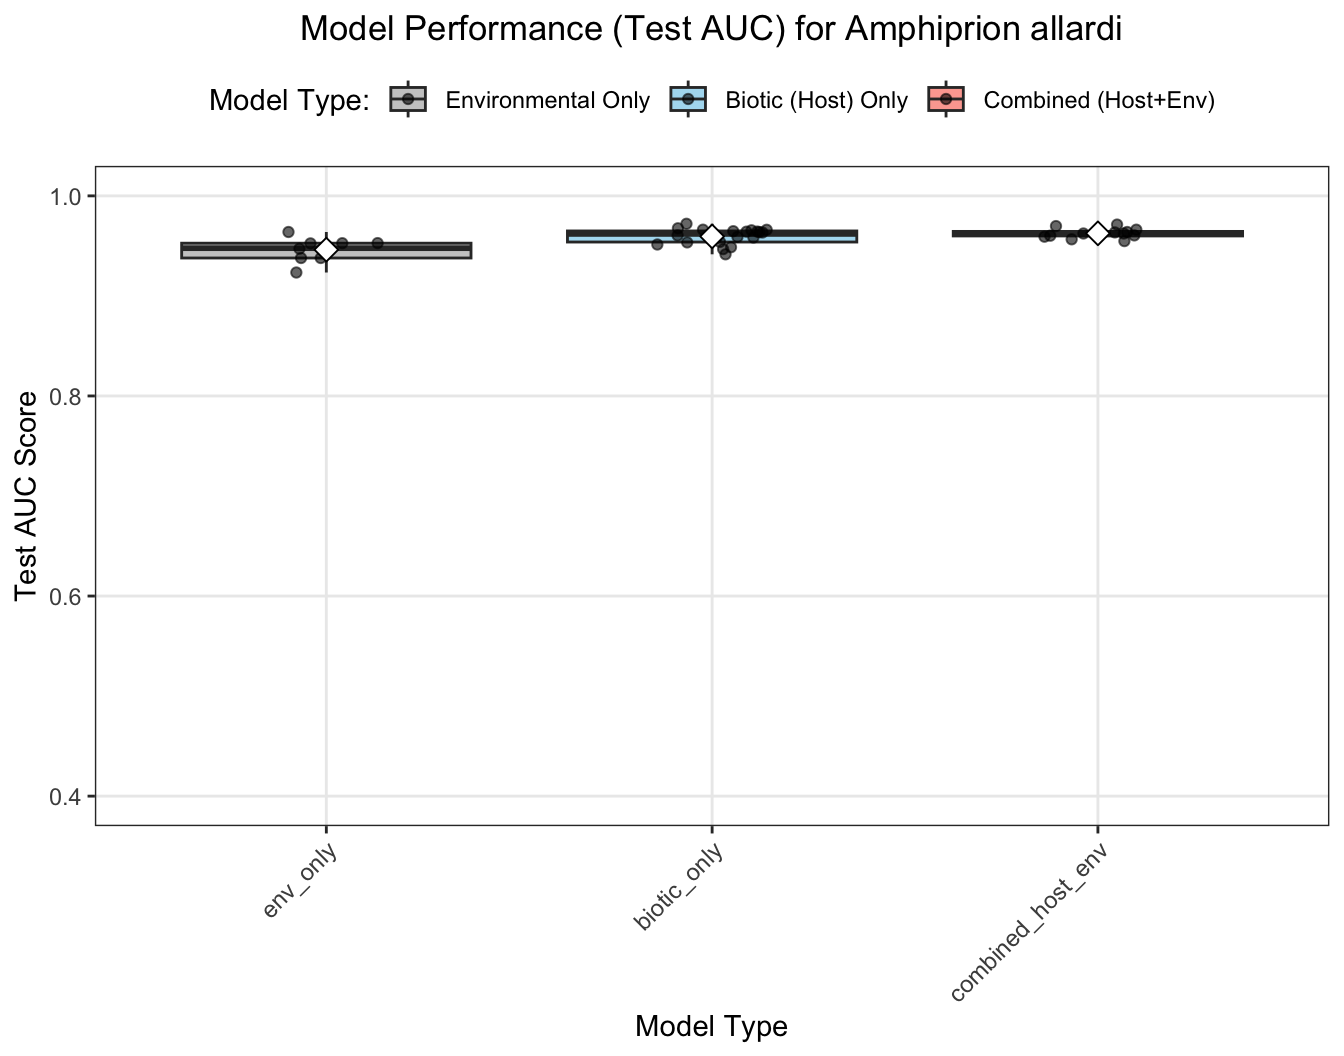 Model Performance (Test AUC) for Amphiprion allardi
Model Type: Environmental Only Biotic (Host) Only Combined (Host+Env)
Test AUC Score
1.0
0.8
0.6
0.4
env_only
biotic_only
combined_host_env
Model Type